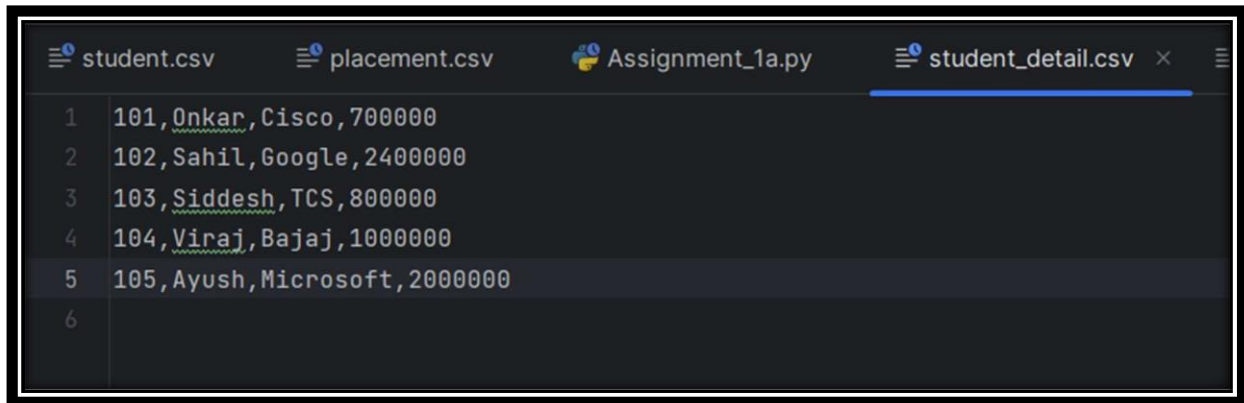 student.csv placement.csv Assignment_1a.py student_detail.csv ×
1 101,Onkar,Cisco,700000
2 102,Sahil,Google,2400000
3 103,Siddesh,TCS,800000
4 104,Viraj,Bajaj,1000000
5 105,Ayush,Microsoft,2000000
6